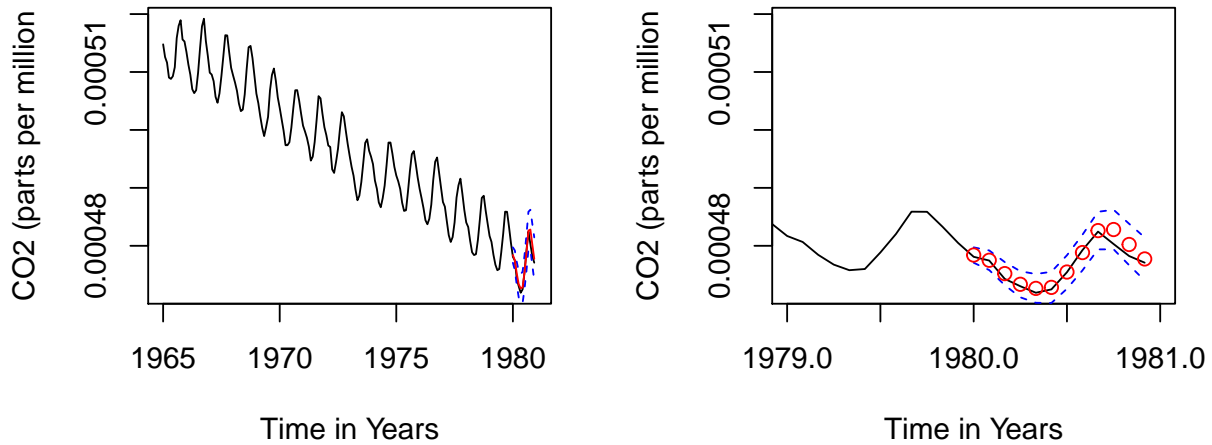 CO2 (parts per million
0.00048
0.00051
1965
1970
1975
1980
Time in Years
CO2 (parts per million
0.00048
0.00051
1979.0
1980.0
1981.0
Time in Years